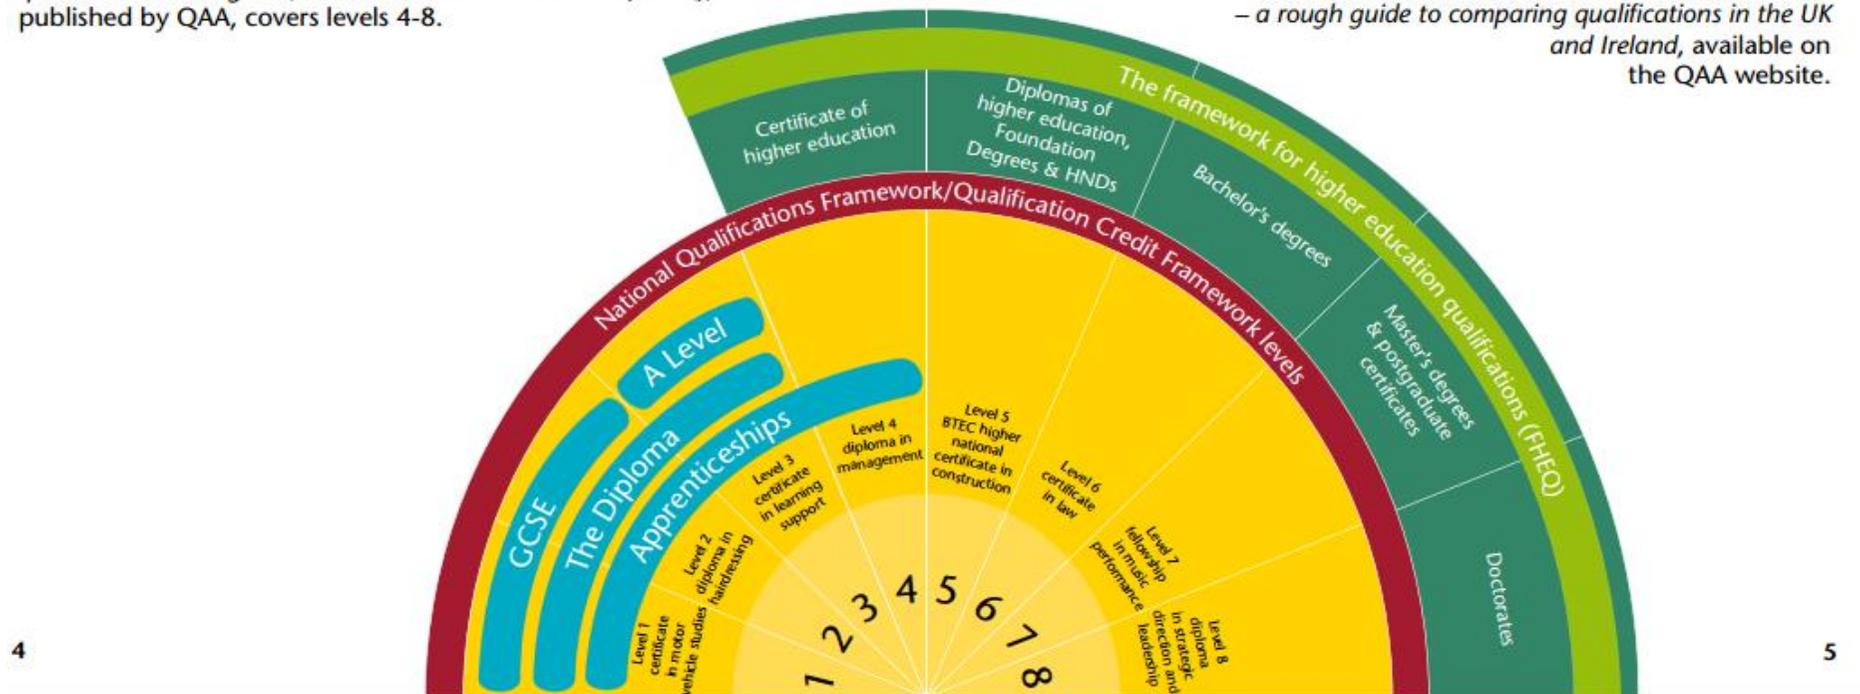 published by QAA, covers levels 4-8.
– a rough guide to comparing qualifications in the UK
and Ireland, available on
the QAA website.
The framework for higher education qualifications (FHEQ)
Certificate of
higher education
Diplomas of
higher education,
Foundation
Degrees & HNDs
Bachelor's degrees
Master's degrees
& postgraduate
certificates
Doctorates
National Qualifications Framework/Qualification Credit Framework levels
A Level
GCSE
The Diploma
Apprenticeships
Level 1
certificate
in motor
vehicle studies
Level 2
diploma in
hairdressing
Level 3
certificate
in learning
support
Level 4
diploma in
management
Level 5
BTEC higher
national
certificate in
construction
Level 6
certificate
in law
Level 7
fellowship
in music
performance
Level 8
diploma
in strategic
direction and
leadership
1
2
3
4
5
6
7
8
4
5